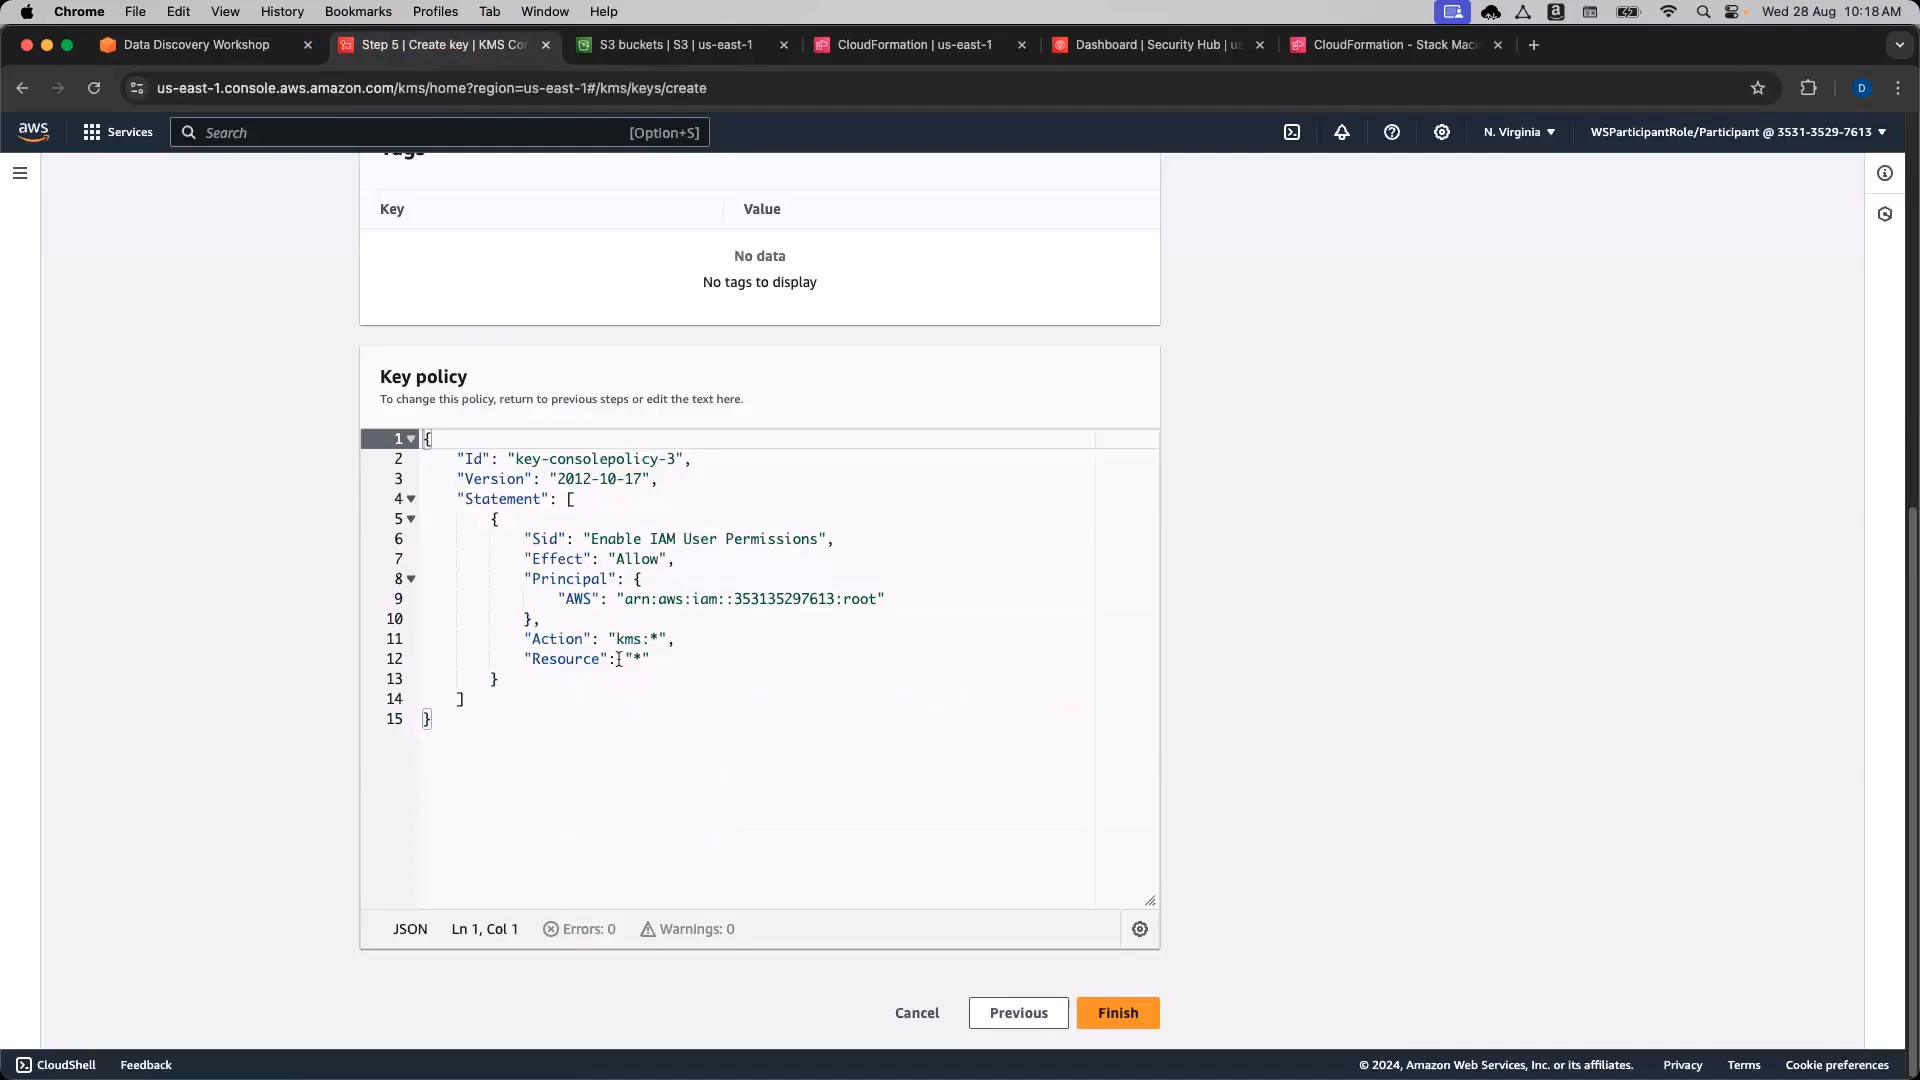 Chrome File Edit View History Bookmarks Profiles Tab Window Help Wed 28 Aug 10:18 AM
Data Discovery Workshop Step 5 | Create key | KMS Con S3 buckets | S3 | us-east-1 CloudFormation | us-east-1 Dashboard | Security Hub | us CloudFormation - Stack Maci
us-east-1.console.aws.amazon.com/kms/home?region=us-east-1#/kms/keys/create D
aws Services Search [Option+S] N. Virginia WSParticipantRole/Participant @ 3531-3529-7613
Tags
Key Value
No data
No tags to display
Key policy
To change this policy, return to previous steps or edit the text here.
1 {
2 "Id": "key-consolepolicy-3",
3 "Version": "2012-10-17",
4 "Statement": [
5 {
6 "Sid": "Enable IAM User Permissions",
7 "Effect": "Allow",
8 "Principal": {
9 "AWS": "arn:aws:iam::353135297613:root"
10 },
11 "Action": "kms:*",
12 "Resource": "*"
13 }
14 ]
15 }
JSON Ln 1, Col 1 Errors: 0 Warnings: 0
Cancel Previous Finish
CloudShell Feedback © 2024, Amazon Web Services, Inc. or its affiliates. Privacy Terms Cookie preferences